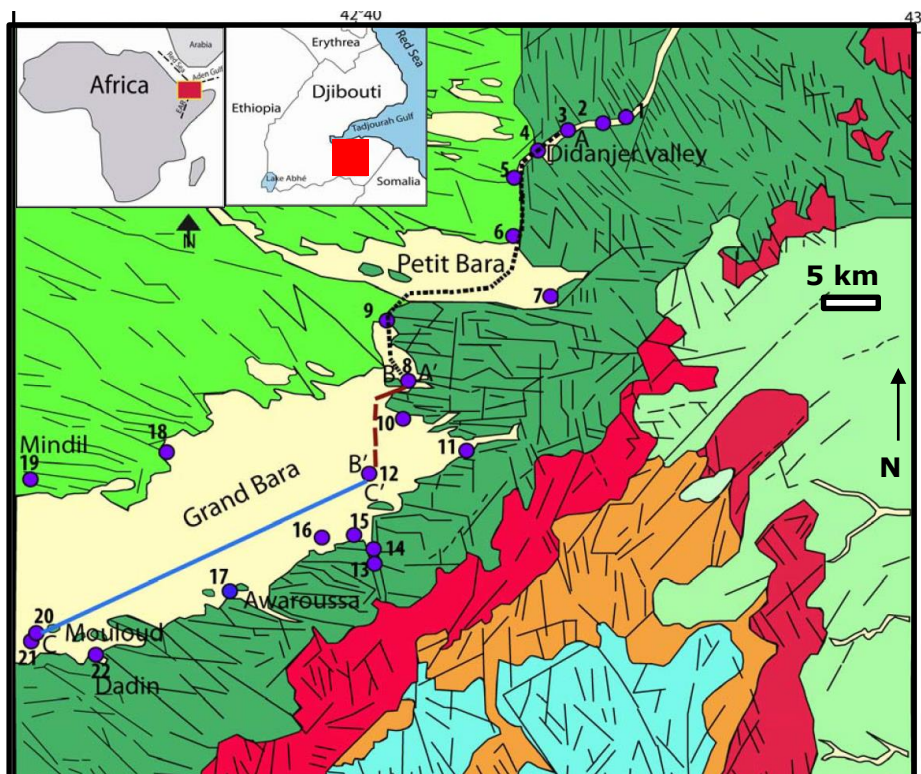 42°40
43
Arabia
Red Sea
Aden Gulf
Africa
EAR
Erythrea
Red Sea
Djibouti
Ethiopia
Tadjourah Gulf
Lake Abhé
Somalia
N
1
2
3
A
4
Didanjer valley
5
6
Petit Bara
7
5 km
9
8
B A'
10
11
N
Mindil
18
19
Grand Bara
B' 12
C'
16
15
14
13
17
Awaroussa
20
C Mouloud
21
22
Dadin